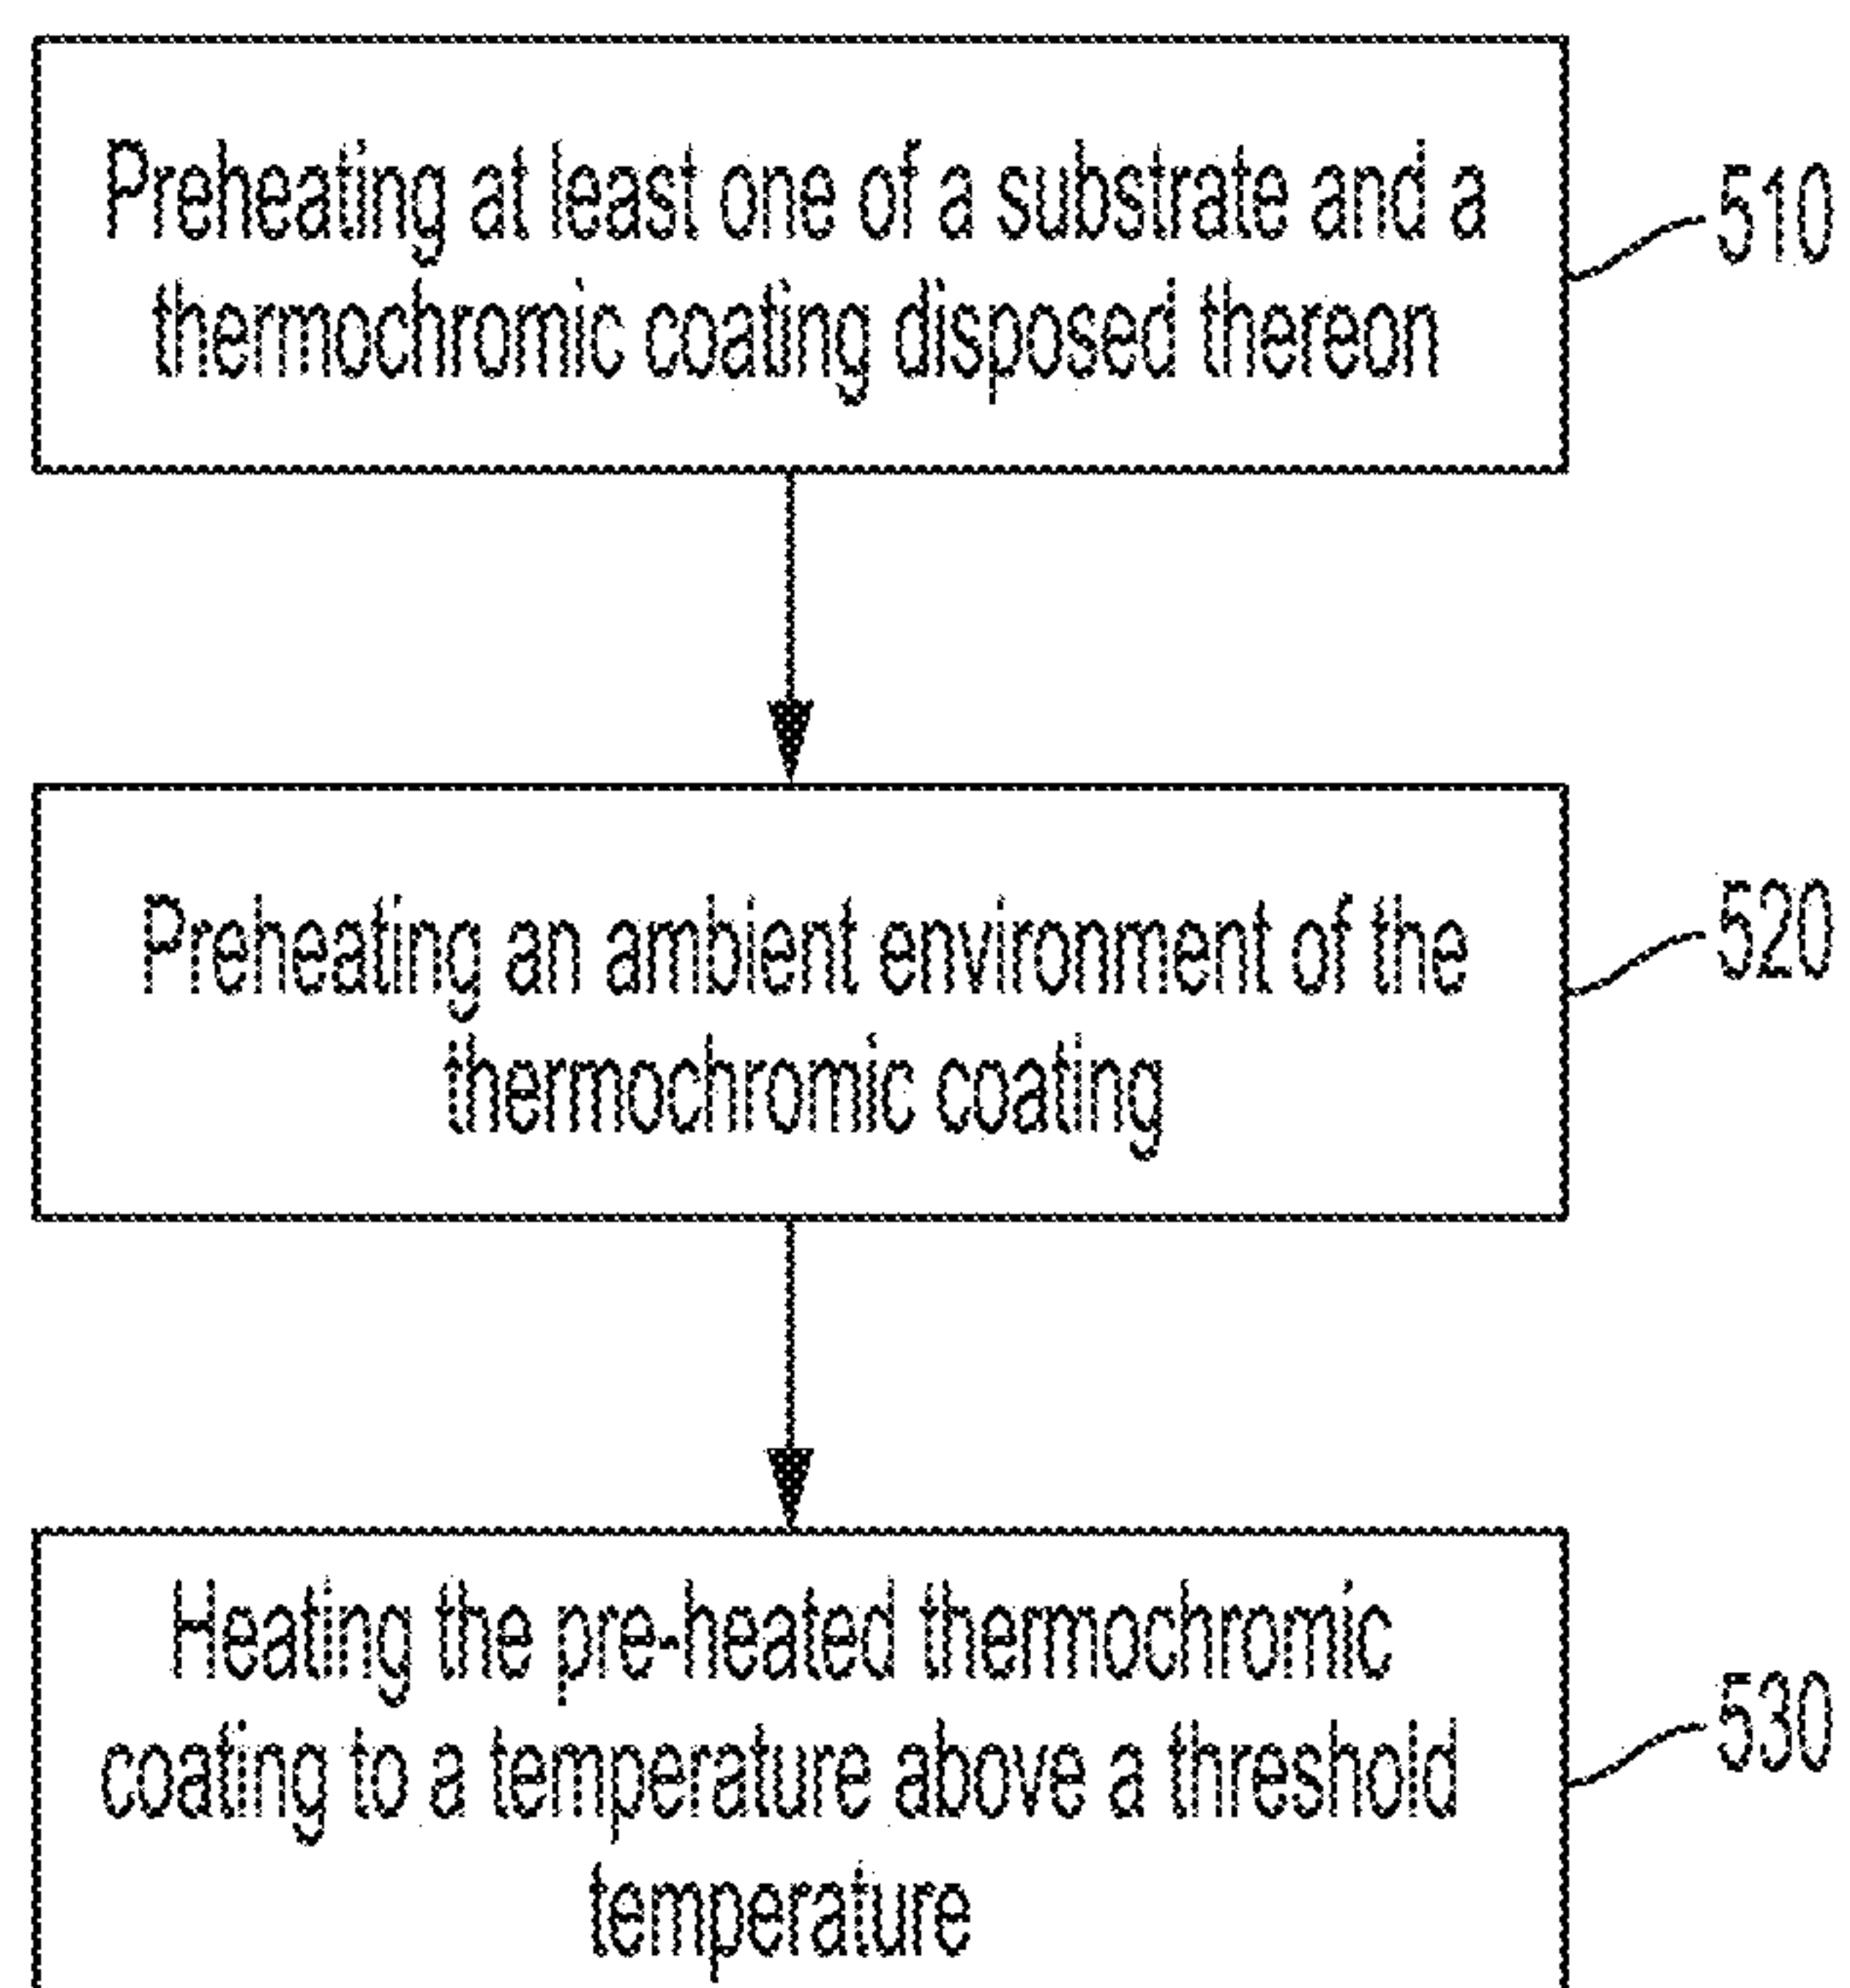 Preheating at least one of a substrate and a
thermochromic coating disposed thereon
510
Preheating an ambient environment of the
thermochromic coating
520
Heating the pre-heated thermochromic
coating to a temperature above a threshold
temperature
530